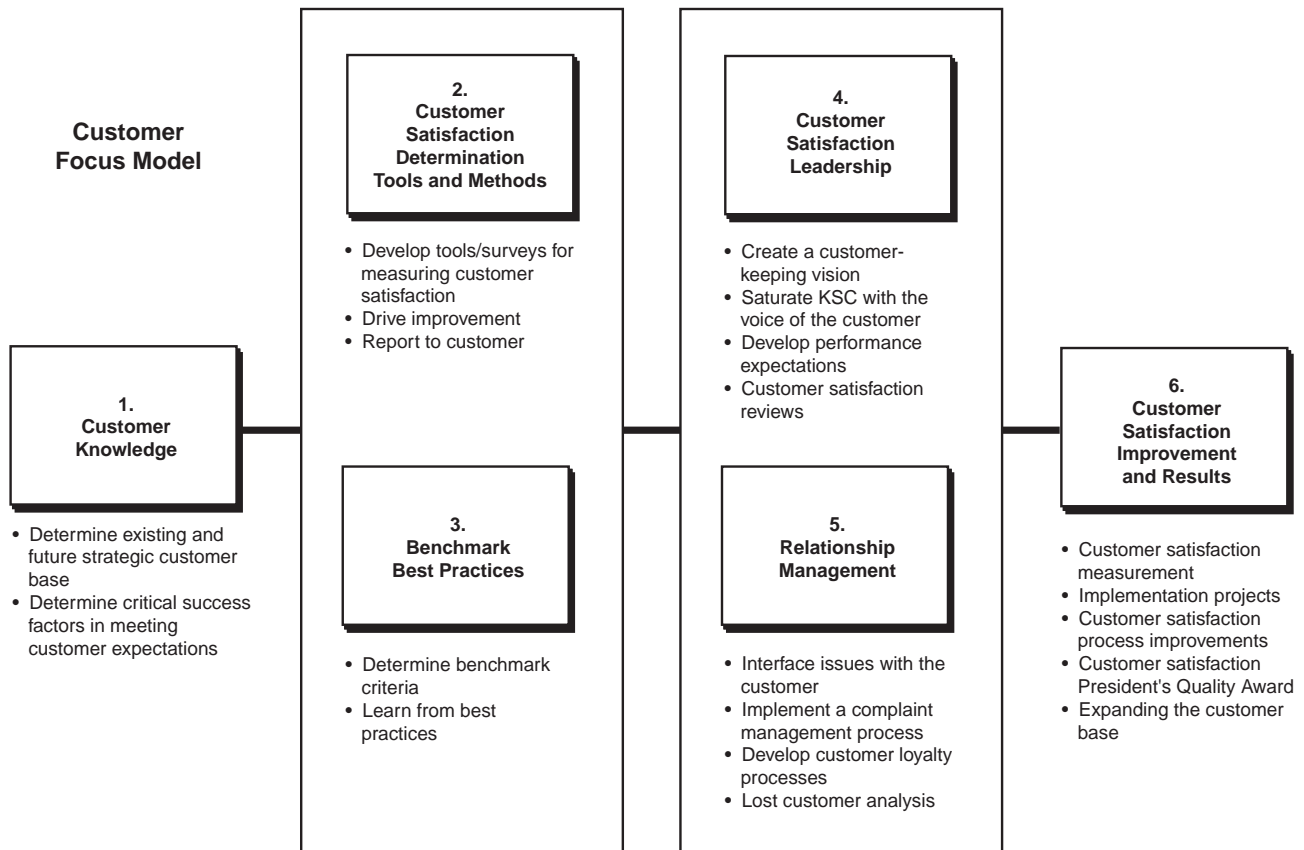 Customer
Focus Model
1.
Customer
Knowledge
• Determine existing and
future strategic customer
base
• Determine critical success
factors in meeting
customer expectations
2.
Customer
Satisfaction
Determination
Tools and Methods
• Develop tools/surveys for
measuring customer
satisfaction
• Drive improvement
• Report to customer
3.
Benchmark
Best Practices
• Determine benchmark
criteria
• Learn from best
practices
4.
Customer
Satisfaction
Leadership
• Create a customer-
keeping vision
• Saturate KSC with the
voice of the customer
• Develop performance
expectations
• Customer satisfaction
reviews
5.
Relationship
Management
• Interface issues with the
customer
• Implement a complaint
management process
• Develop customer loyalty
processes
• Lost customer analysis
6.
Customer
Satisfaction
Improvement
and Results
• Customer satisfaction
measurement
• Implementation projects
• Customer satisfaction
process improvements
• Customer satisfaction
President's Quality Award
• Expanding the customer
base